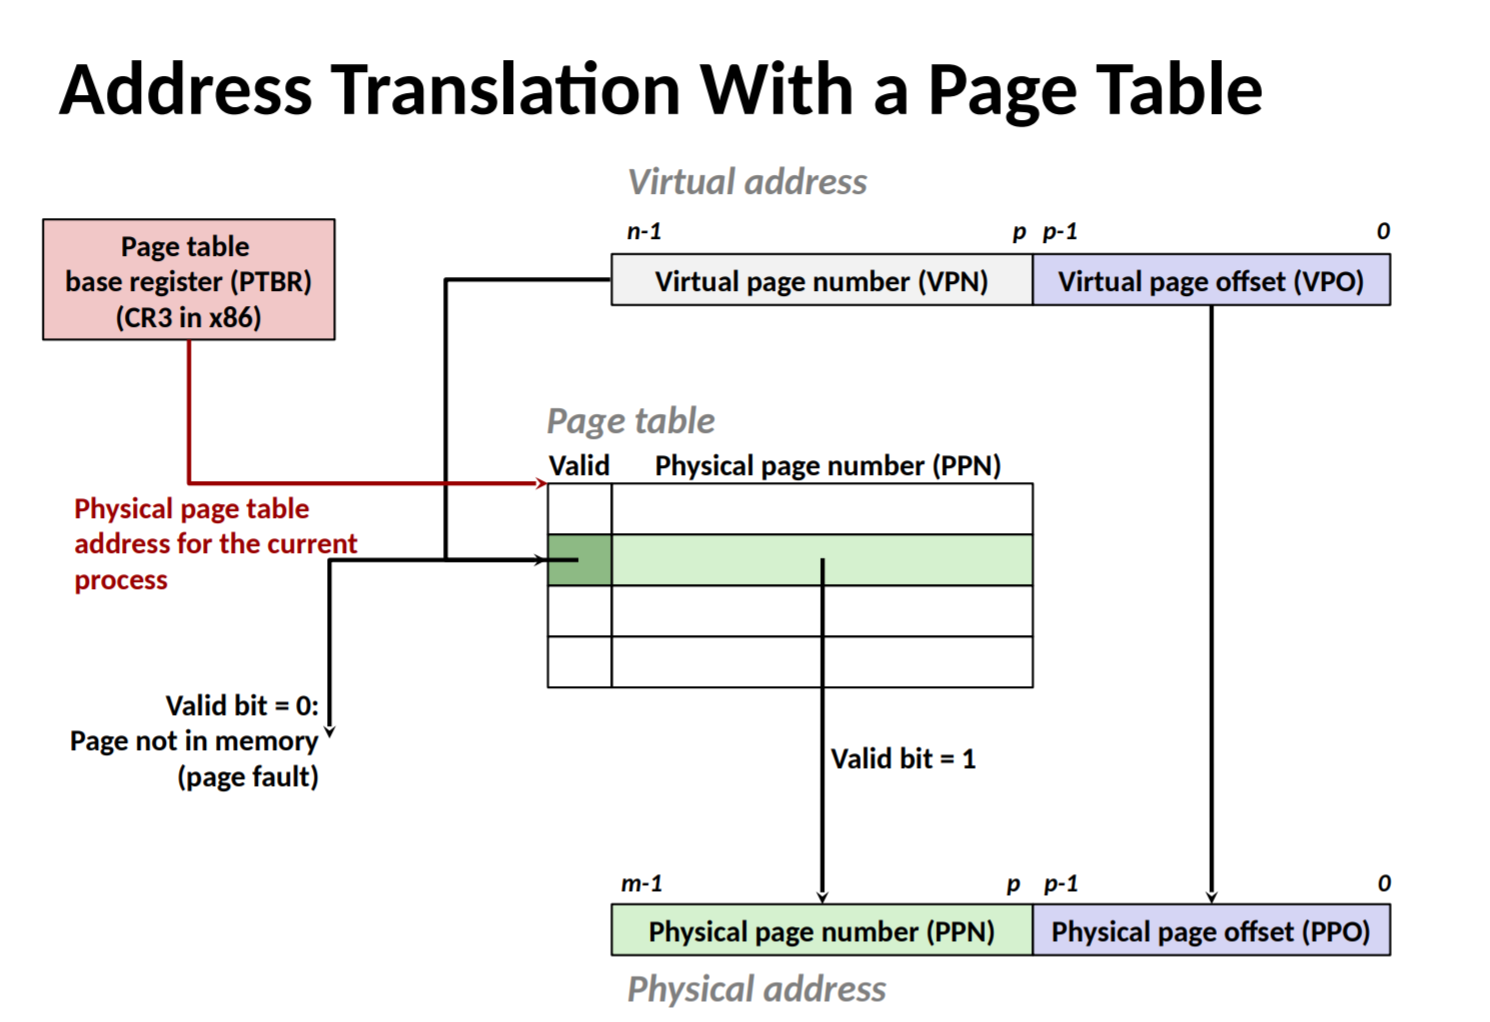 Address Translation With a Page Table
Virtual address
n-1 p p-1 0
Page table
base register (PTBR)
(CR3 in x86)
Virtual page number (VPN) Virtual page offset (VPO)
Page table
Valid Physical page number (PPN)
Physical page table
address for the current
process
Valid bit = 0:
Page not in memory
(page fault)
Valid bit = 1
m-1 p p-1 0
Physical page number (PPN) Physical page offset (PPO)
Physical address